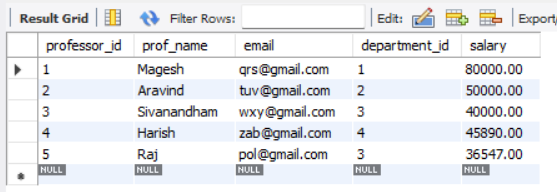 Result Grid Filter Rows: Edit: Export/
professor_id prof_name email department_id salary
1 Magesh qrs@gmail.com 1 80000.00
2 Aravind tuv@gmail.com 2 50000.00
3 Sivanandham wxy@gmail.com 3 40000.00
4 Harish zab@gmail.com 4 45890.00
5 Raj pol@gmail.com 3 36547.00
NULL NULL NULL NULL NULL